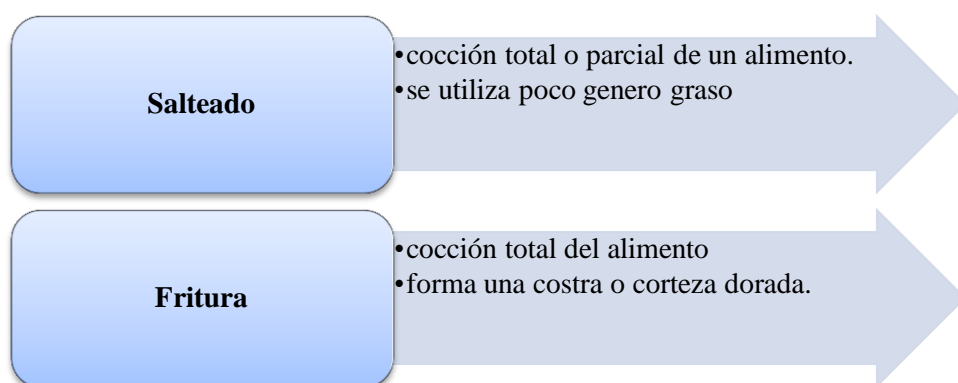 Salteado
•cocción total o parcial de un alimento.
•se utiliza poco genero graso
Fritura
•cocción total del alimento
•forma una costra o corteza dorada.